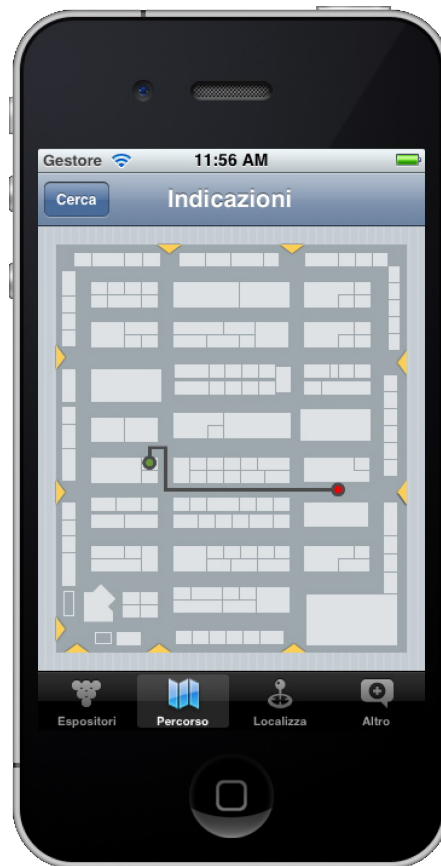 Gestore 11:56 AM
Cerca Indicazioni
Espositori Percorso Localizza Altro